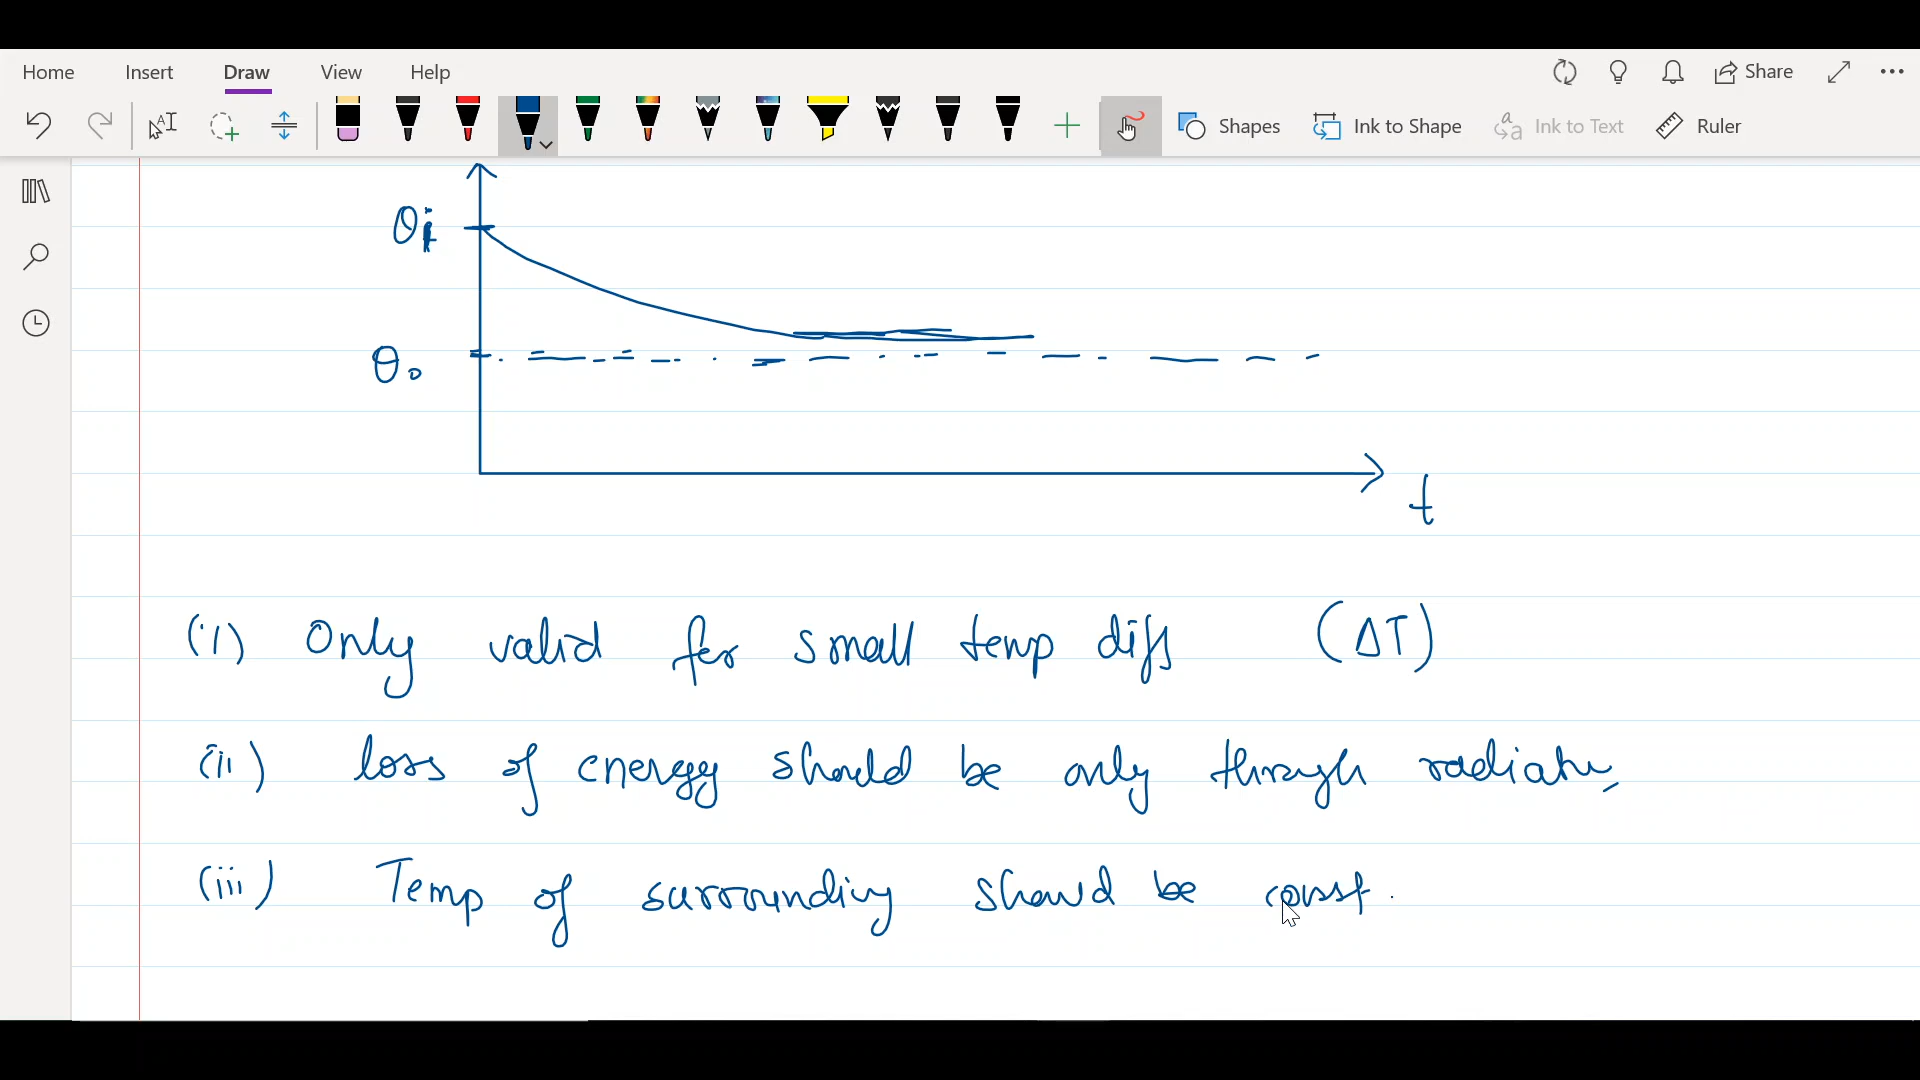 Home Insert Draw View Help Share
Shapes Ink to Shape Ink to Text Ruler
θi
θ0
t
(i) Only valid for small temp diff (ΔT)
(ii) loss of energy should be only through
(iii) Temp of surrounding should be const.